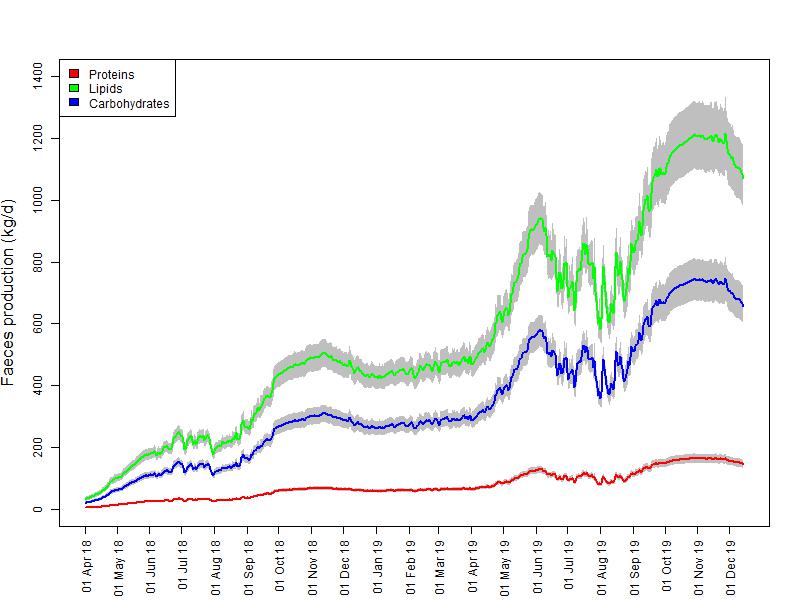 Proteins
Lipids
Carbohydrates
Faeces production (kg/d)
1400
1200
1000
800
600
400
200
0
01 Apr 18
01 May 18
01 Jun 18
01 Jul 18
01 Aug 18
01 Sep 18
01 Oct 18
01 Nov 18
01 Dec 18
01 Jan 19
01 Feb 19
01 Mar 19
01 Apr 19
01 May 19
01 Jun 19
01 Jul 19
01 Aug 19
01 Sep 19
01 Oct 19
01 Nov 19
01 Dec 19